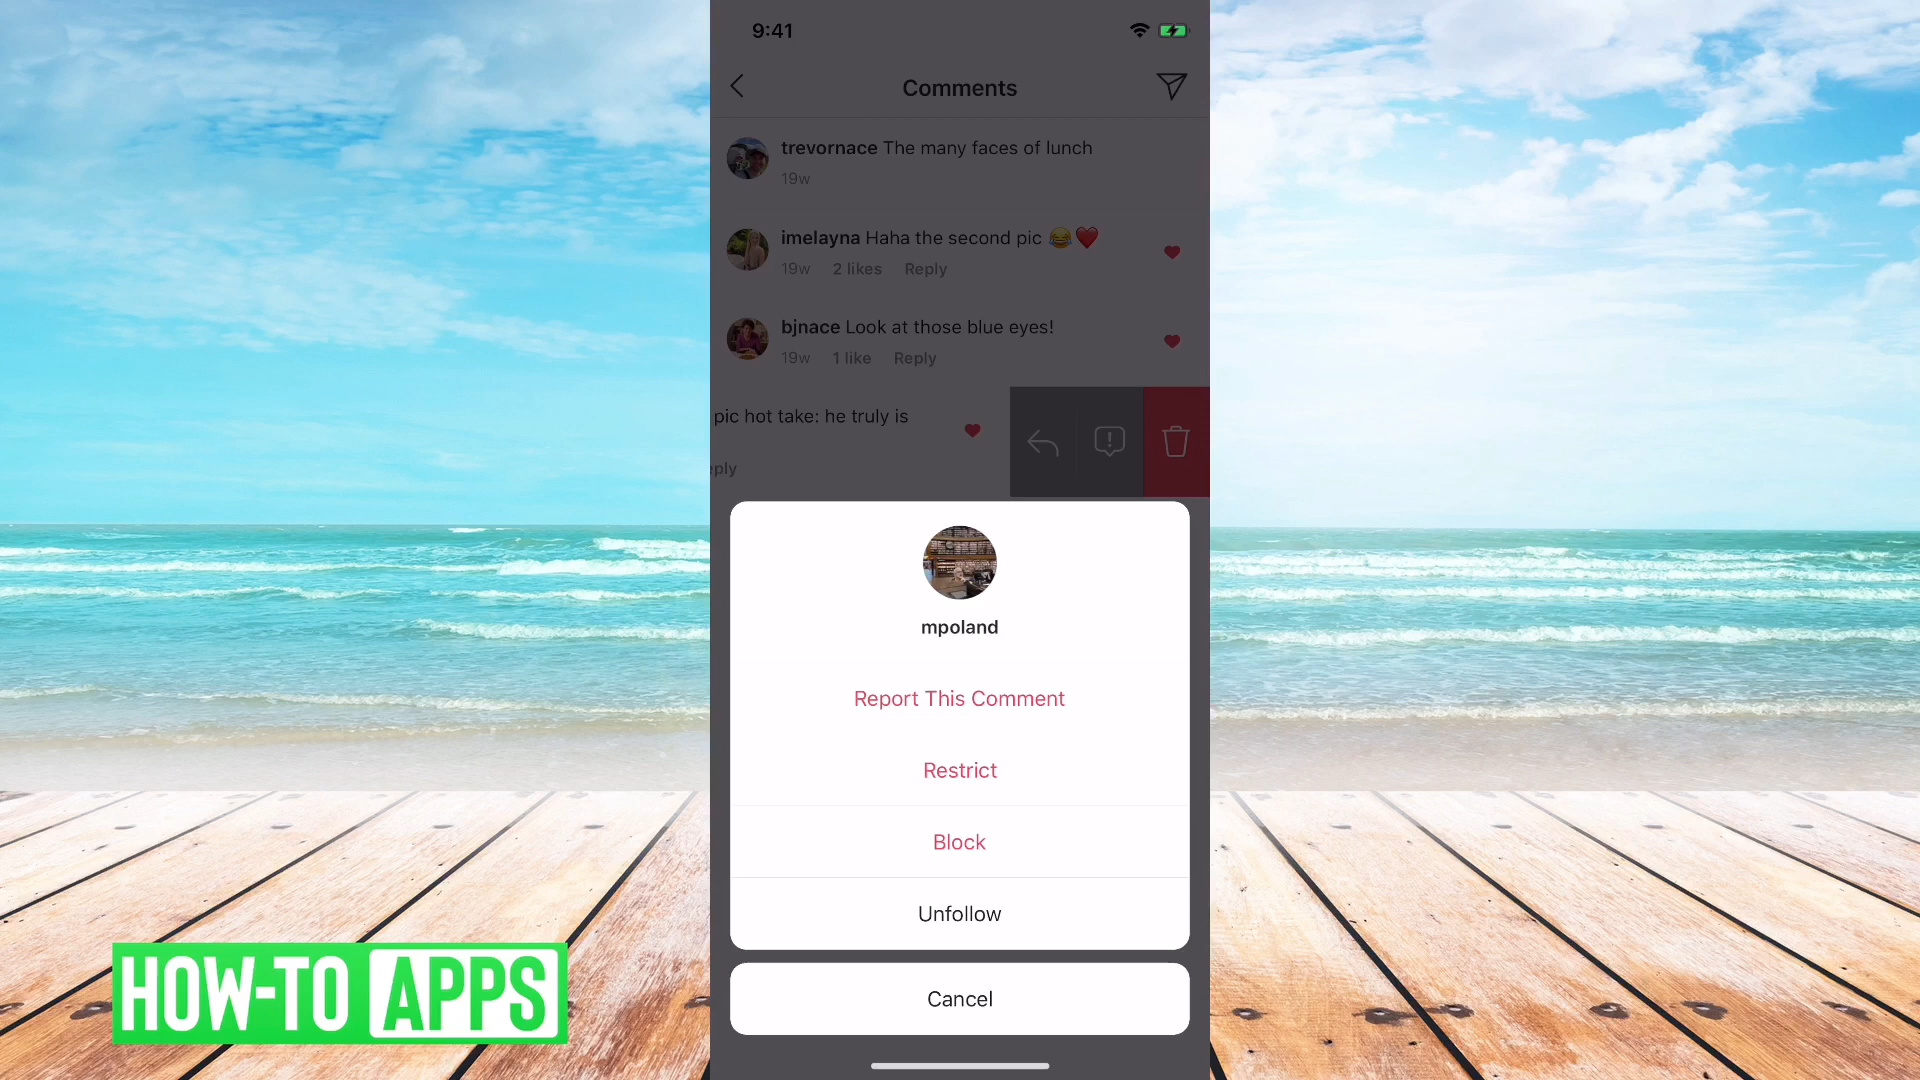 9:41
Comments
trevornace The many faces of lunch
19w
imelayna Haha the second pic 😂❤️
19w 2 likes Reply
bjnace Look at those blue eyes!
19w 1 like Reply
pic hot take: he truly is
eply
mpoland
Report This Comment
Restrict
Block
Unfollow
Cancel
HOW-TO APPS